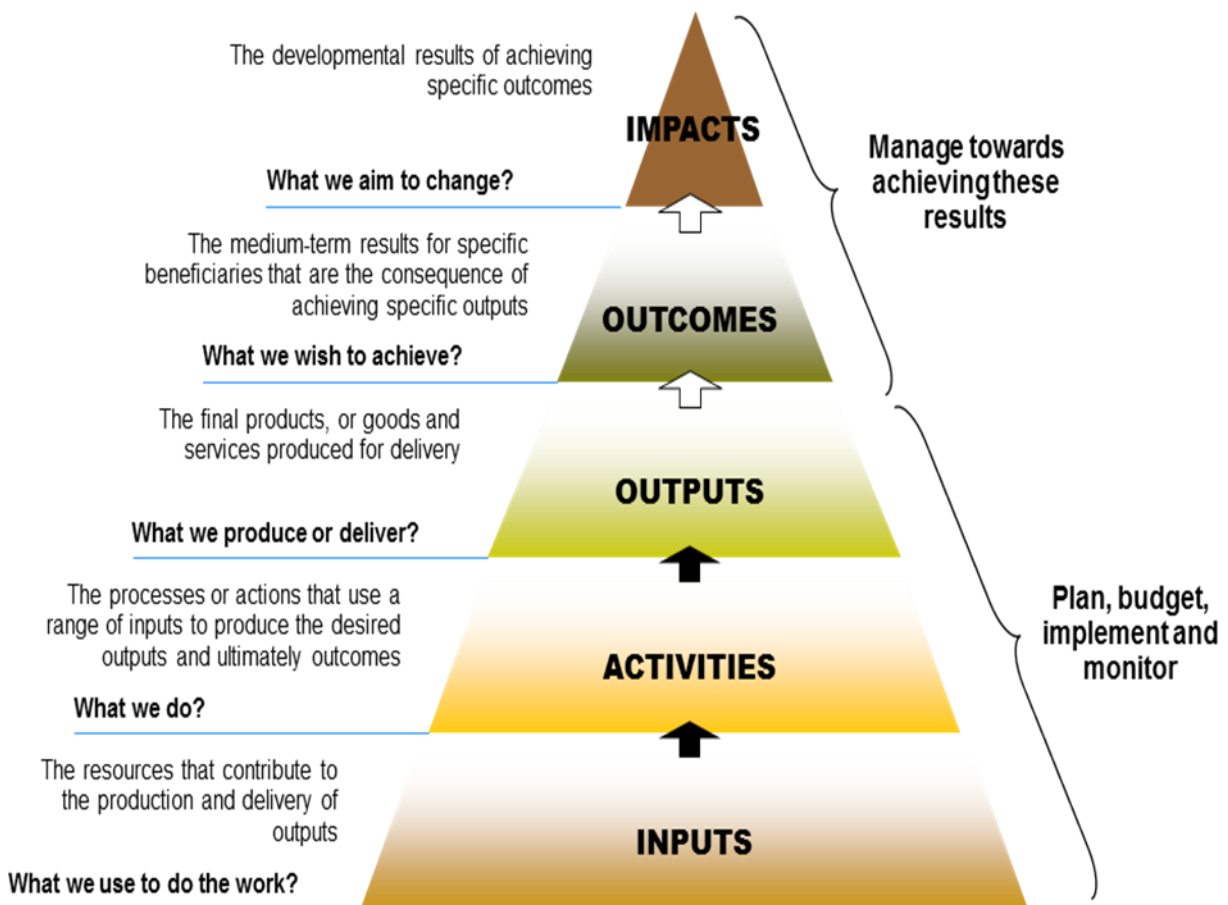 The developmental results of achieving
specific outcomes
IMPACTS
What we aim to change?
Manage towards
achieving these
results
The medium-term results for specific
beneficiaries that are the consequence of
achieving specific outputs
OUTCOMES
What we wish to achieve?
The final products, or goods and
services produced for delivery
OUTPUTS
What we produce or deliver?
The processes or actions that use a
range of inputs to produce the desired
outputs and ultimately outcomes
ACTIVITIES
Plan, budget,
implement and
monitor
What we do?
The resources that contribute to
the production and delivery of
outputs
INPUTS
What we use to do the work?